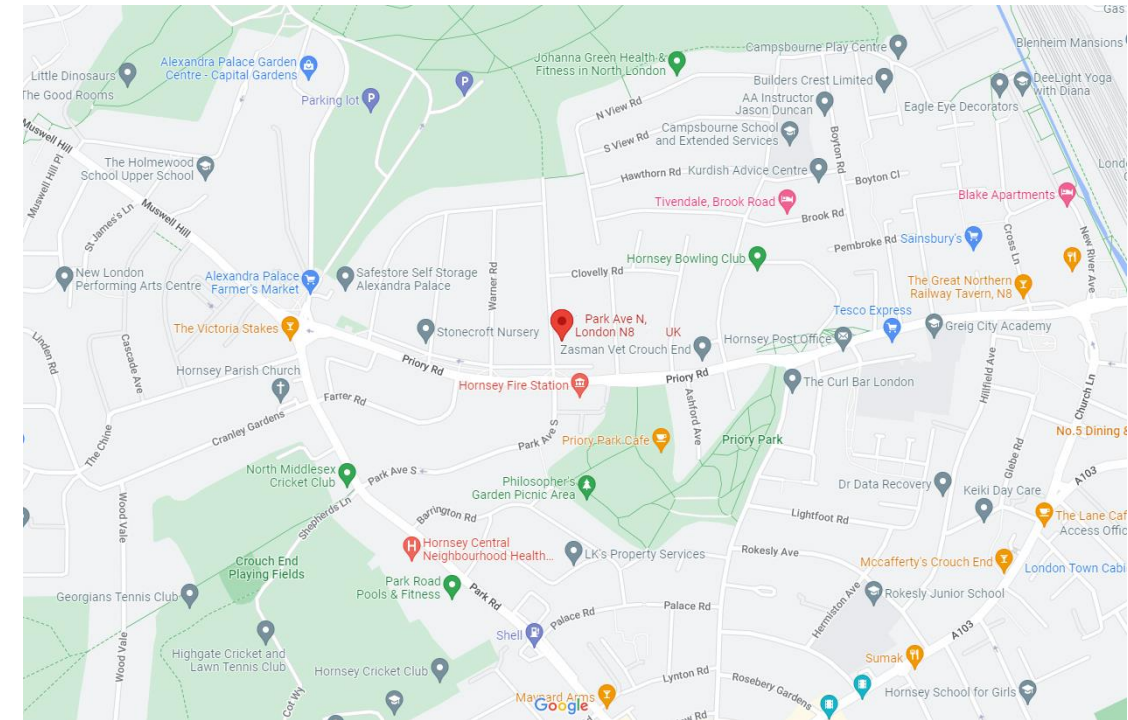 Gas
Campsbourne Play Centre
Blenheim Mansions
Johanna Green Health &
Fitness in North London
Alexandra Palace Garden
Centre - Capital Gardens
Little Dinosaurs
The Good Rooms
Parking lot
P
P
Builders Crest Limited
DeeLight Yoga
with Diana
AA Instructor
Jason Duncan
Eagle Eye Decorators
N View Rd
Campsbourne School
and Extended Services
S View Rd
Boyton Rd
Muswell Hill
Muswell Hill Pl
The Holmewood
School Upper School
Hawthorn Rd
Kurdish Advice Centre
Boyton Cl
Tivendale, Brook Road
Blake Apartments
St James's Ln
Muswell Hill
Brook Rd
Cross Ln
New River Ave
Pembroke Rd
Sainsbury's
Hornsey Bowling Club
Clovelly Rd
Warner Rd
New London
Performing Arts Centre
Alexandra Palace
Farmer's Market
Safestore Self Storage
Alexandra Palace
The Great Northern
Railway Tavern, N8
Tesco Express
The Victoria Stakes
Stonecroft Nursery
Park Ave N,
London N8 UK
Zasman Vet Crouch End
Hornsey Post Office
Greig City Academy
Linden Rd
Cascade Ave
Priory Rd
Hornsey Parish Church
Hornsey Fire Station
Priory Rd
The Curl Bar London
Hillfield Ave
Church Ln
Ashford Ave
Farrer Rd
Cranley Gardens
The Chine
Park Ave S
Priory Park Cafe
Priory Park
No.5 Dining &
Glebe Rd
North Middlesex
Cricket Club
Park Ave S
A103
Philosopher's
Garden Picnic Area
Dr Data Recovery
Keiki Day Care
Wood Vale
Shepherds Ln
Barrington Rd
Lightfoot Rd
The Lane Caf
Access Offic
H
Hornsey Central
Neighbourhood Health...
LK's Property Services
Rokesly Ave
Crouch End
Playing Fields
Mccafferty's Crouch End
London Town Cabi
Park Road
Pools & Fitness
Park Rd
Georgians Tennis Club
Rokesly Junior School
Hermiston Ave
Palace Rd
Palace Rd
Shell
A103
Wood Vale
Highgate Cricket and
Lawn Tennis Club
Hornsey Cricket Club
Sumak
Lynton Rd
Rosebery Gardens
Hornsey School for Girls
Cot Wy
Maynard Arms
Google